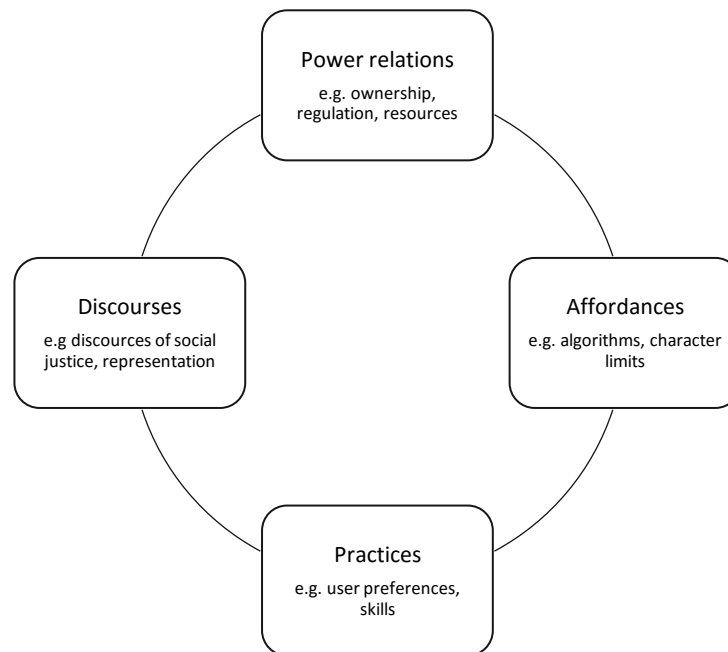 Power relations
e.g. ownership,
regulation, resources
Discourses
e.g discources of social
justice, representation
Affordances
e.g. algorithms, character
limits
Practices
e.g. user preferences,
skills